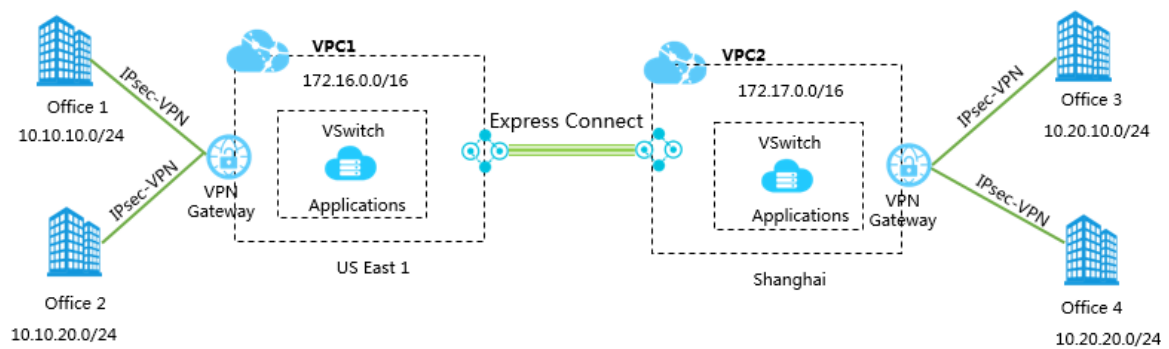 Office 1
10.10.10.0/24
IPsec-VPN
IPsec-VPN
Office 2
10.10.20.0/24
VPN
Gateway
VPC1
172.16.0.0/16
VSwitch
Applications
US East 1
Express Connect
VPC2
172.17.0.0/16
VSwitch
Applications
Shanghai
VPN
Gateway
IPsec-VPN
IPsec-VPN
Office 3
10.20.10.0/24
Office 4
10.20.20.0/24